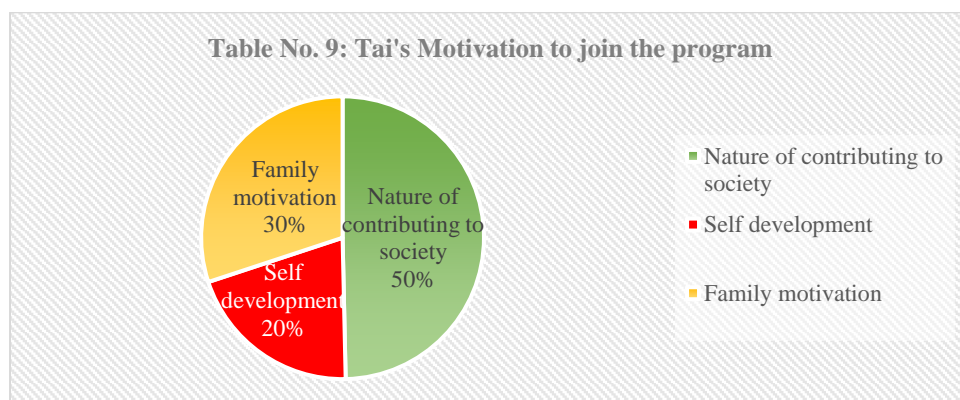 Table No. 9: Tai's Motivation to join the program
Family
motivation
30%
Nature of
contributing to
society
50%
Self
development
20%
Nature of contributing to
society
Self development
Family motivation